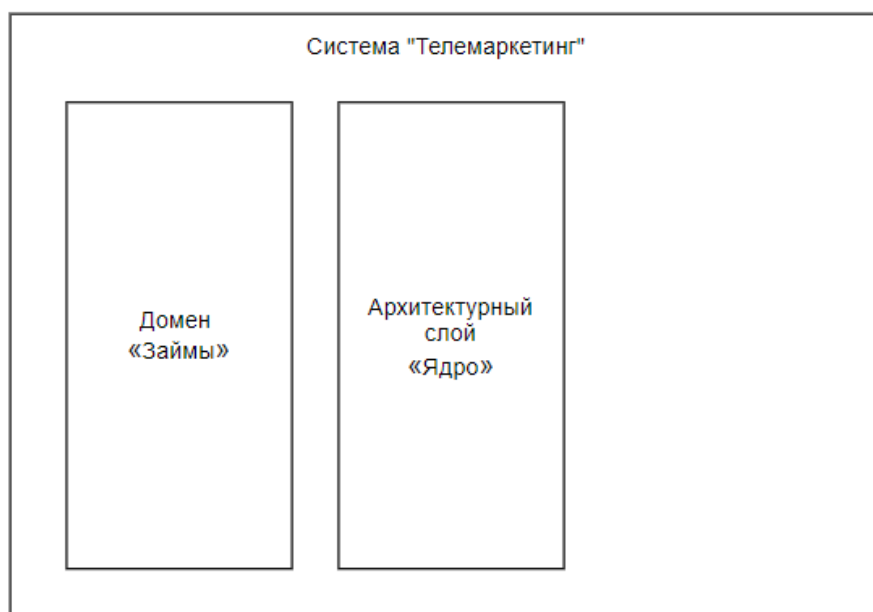 Система "Телемаркетинг"
Домен
«Займы»
Архитектурный
слой
«Ядро»